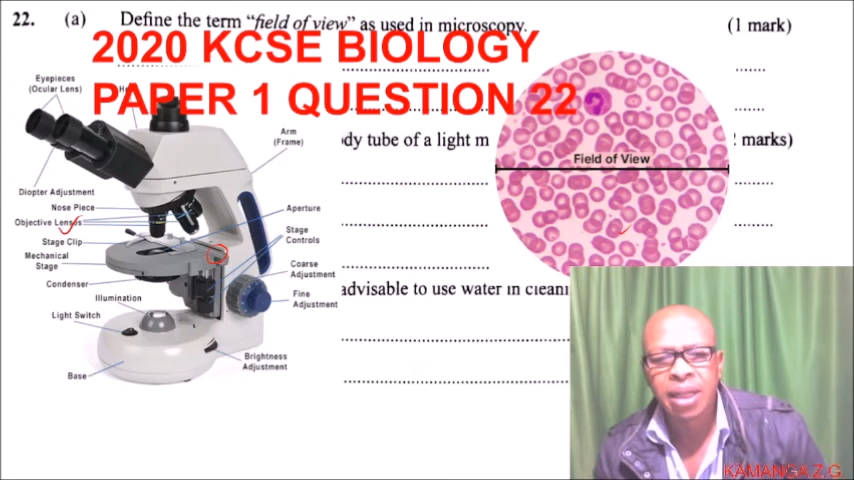 22. (a) Define the term “field of view” as used in microscopy. (1 mark)
2020 KCSE BIOLOGY
PAPER 1 QUESTION 22
Eyepieces
(Ocular Lens)
Arm
(Frame)
dy tube of a light m
marks)
Field of View
Diopter Adjustment
Nose Piece
Objective Lenses
Stage Clip
Mechanical
Stage
Condenser
Illumination
Light Switch
Base
Aperture
Stage
Controls
Coarse
Adjustment
Fine
Adjustment
Brightness
Adjustment
advisable to use water in cleani
KAMANGA Z.G